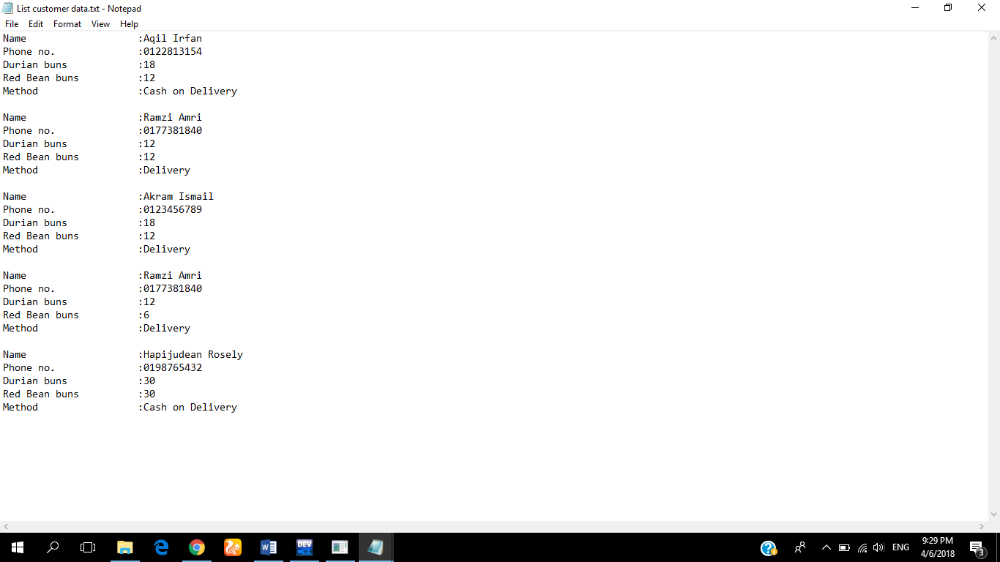 List customer data.txt - Notepad
File Edit Format View Help
Name :Aqil Irfan
Phone no. :0122813154
Durian buns :18
Red Bean buns :12
Method :Cash on Delivery
Name :Ramzi Amri
Phone no. :0177381840
Durian buns :12
Red Bean buns :12
Method :Delivery
Name :Akram Ismail
Phone no. :0123456789
Durian buns :18
Red Bean buns :12
Method :Delivery
Name :Ramzi Amri
Phone no. :0177381840
Durian buns :12
Red Bean buns :6
Method :Delivery
Name :Hapijudean Rosely
Phone no. :0198765432
Durian buns :30
Red Bean buns :30
Method :Cash on Delivery
DEV
ENG
9:29 PM
4/6/2018
3